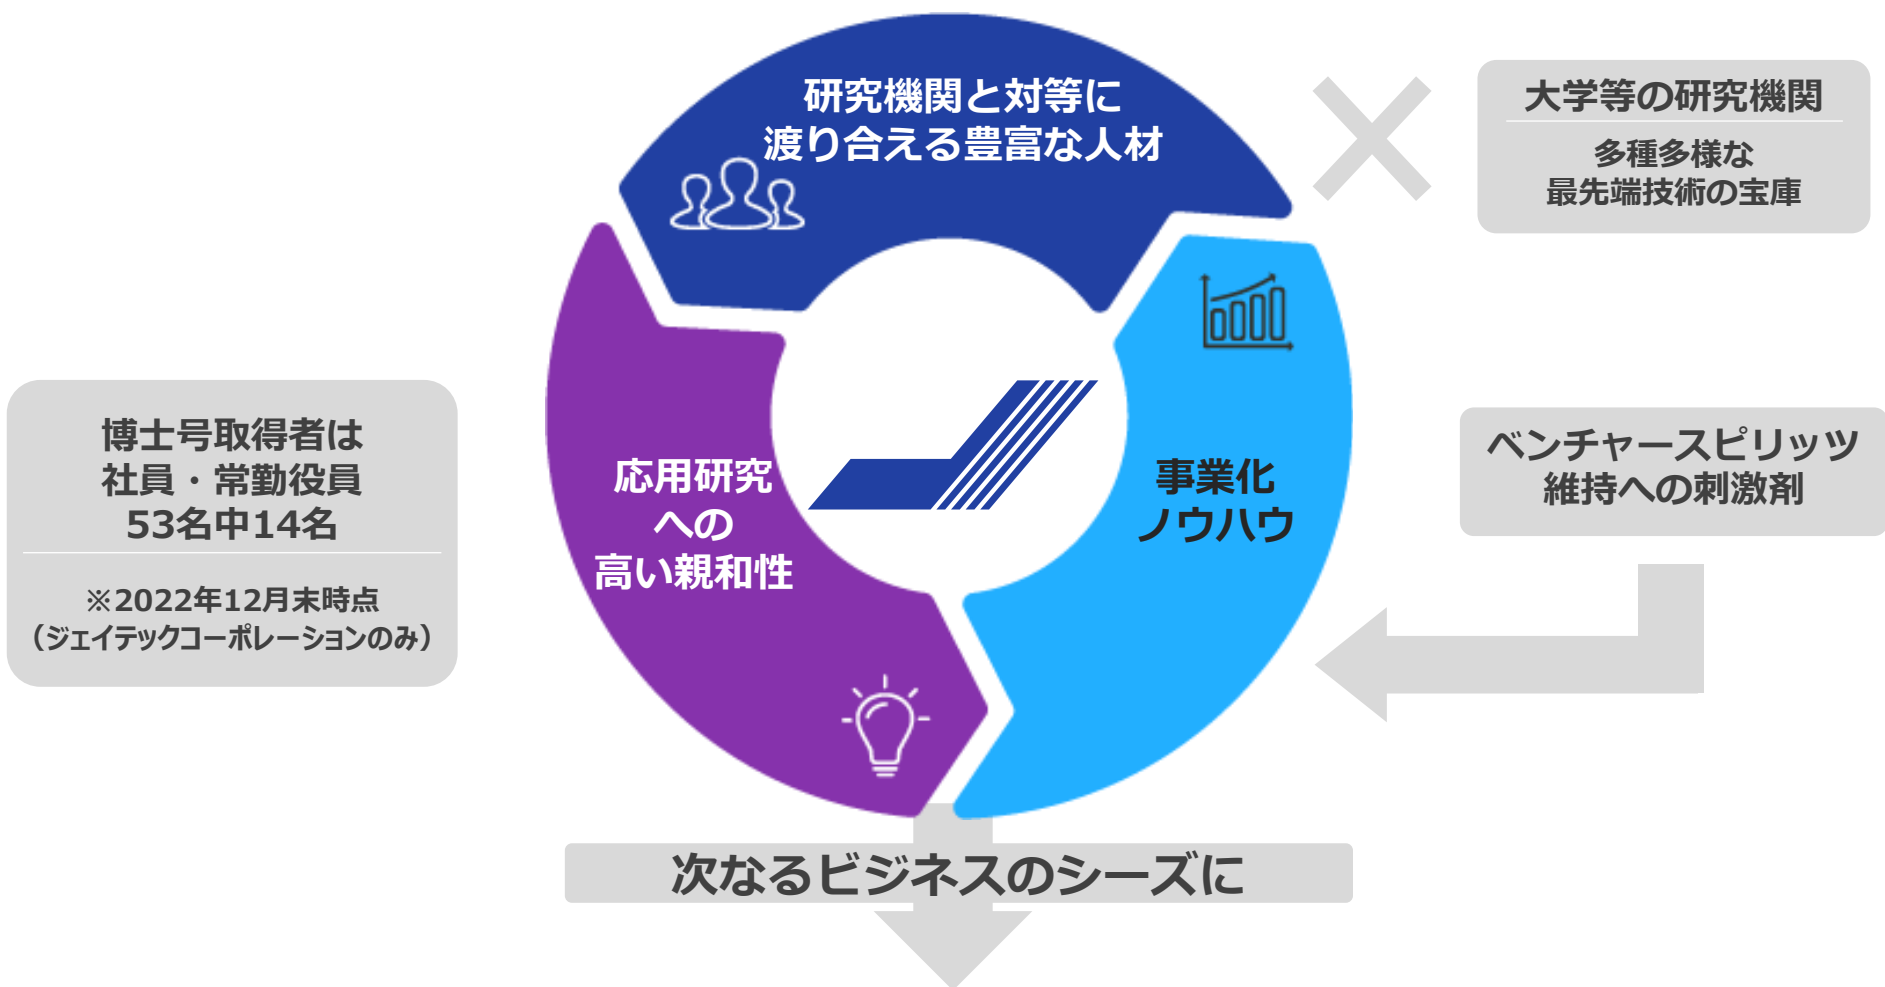 研究機関と対等に
渡り合える豊富な人材
大学等の研究機関
多種多様な
最先端技術の宝庫
博士号取得者は
社員・常勤役員
53名中14名
※2022年12月末時点
（ジェイテックコーポレーションのみ）
応用研究
への
高い親和性
事業化
ノウハウ
ベンチャースピリッツ
維持への刺激剤
次なるビジネスのシーズに